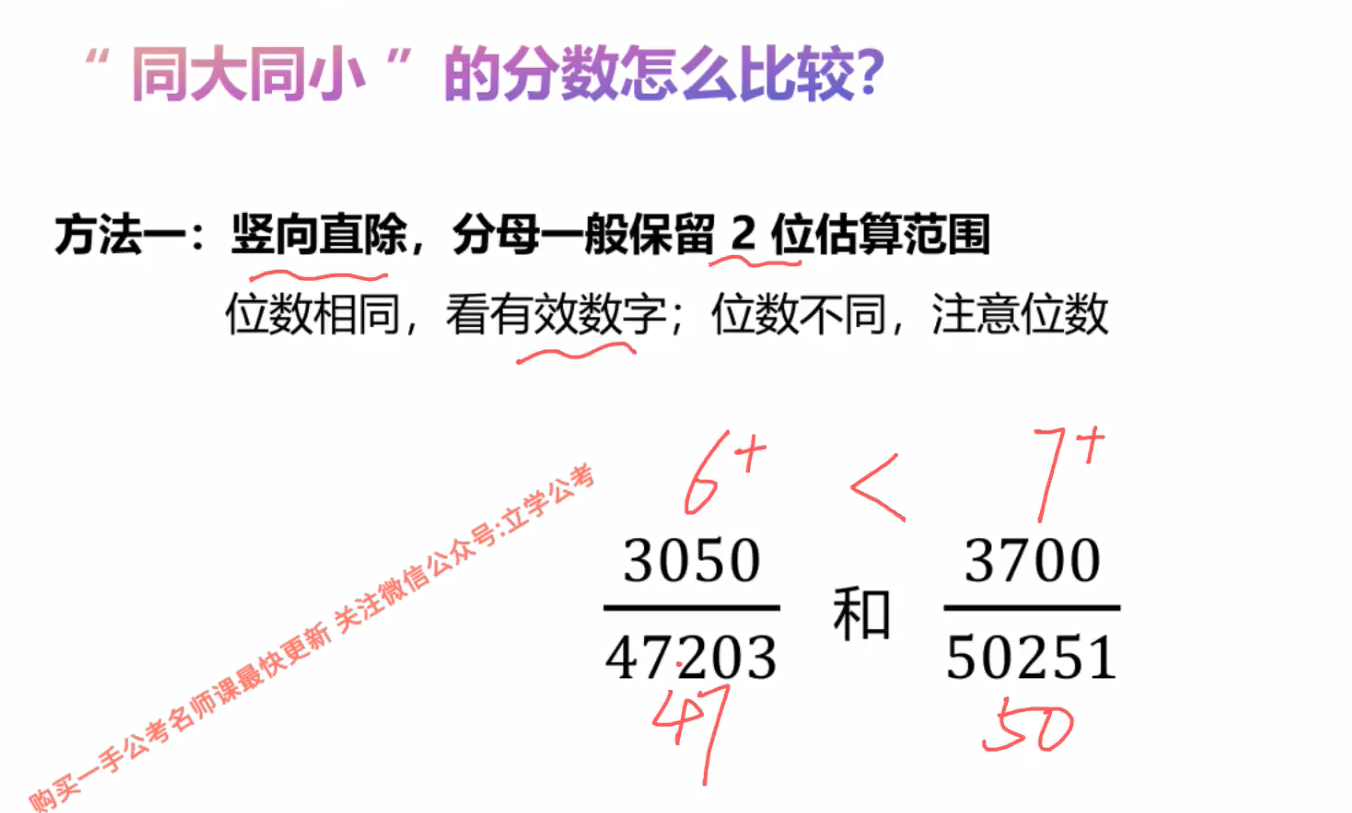 “ 同大同小 ” 的分数怎么比较？
方法一：竖向直除，分母一般保留 2 位估算范围
位数相同，看有效数字；位数不同，注意位数
6+ < 7+
3050
47203
和
3700
50251
47 50
购买一手公考名师课最快更新 关注微信公众号:立学公考